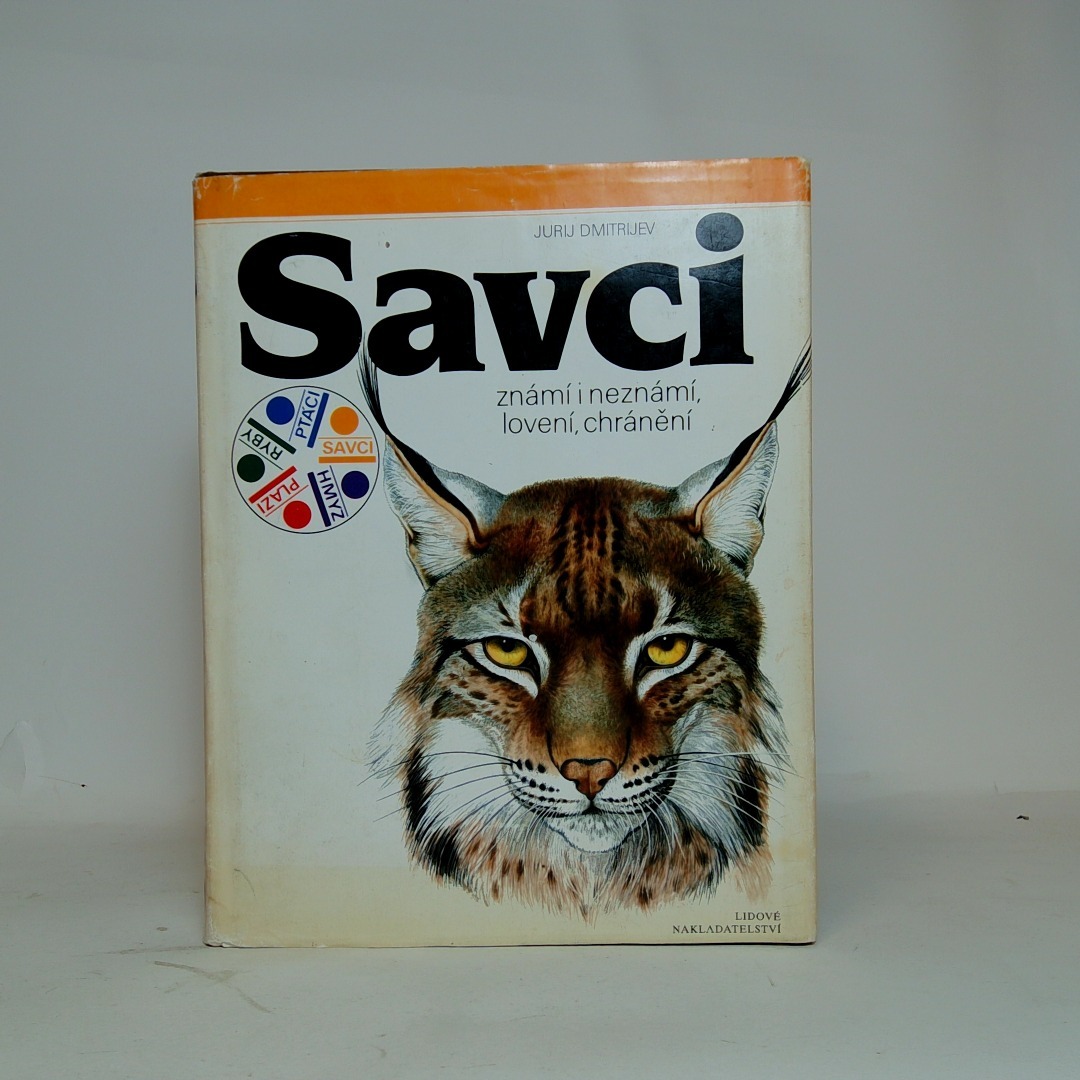 JURIJ DMITRIJEV
Savci
známí i neznámí,
lovení, chránění
PTÁCI
SAVCI
HMYZ
PLAZI
RYBY
LIDOVÉ
NAKLADATELSTVÍ